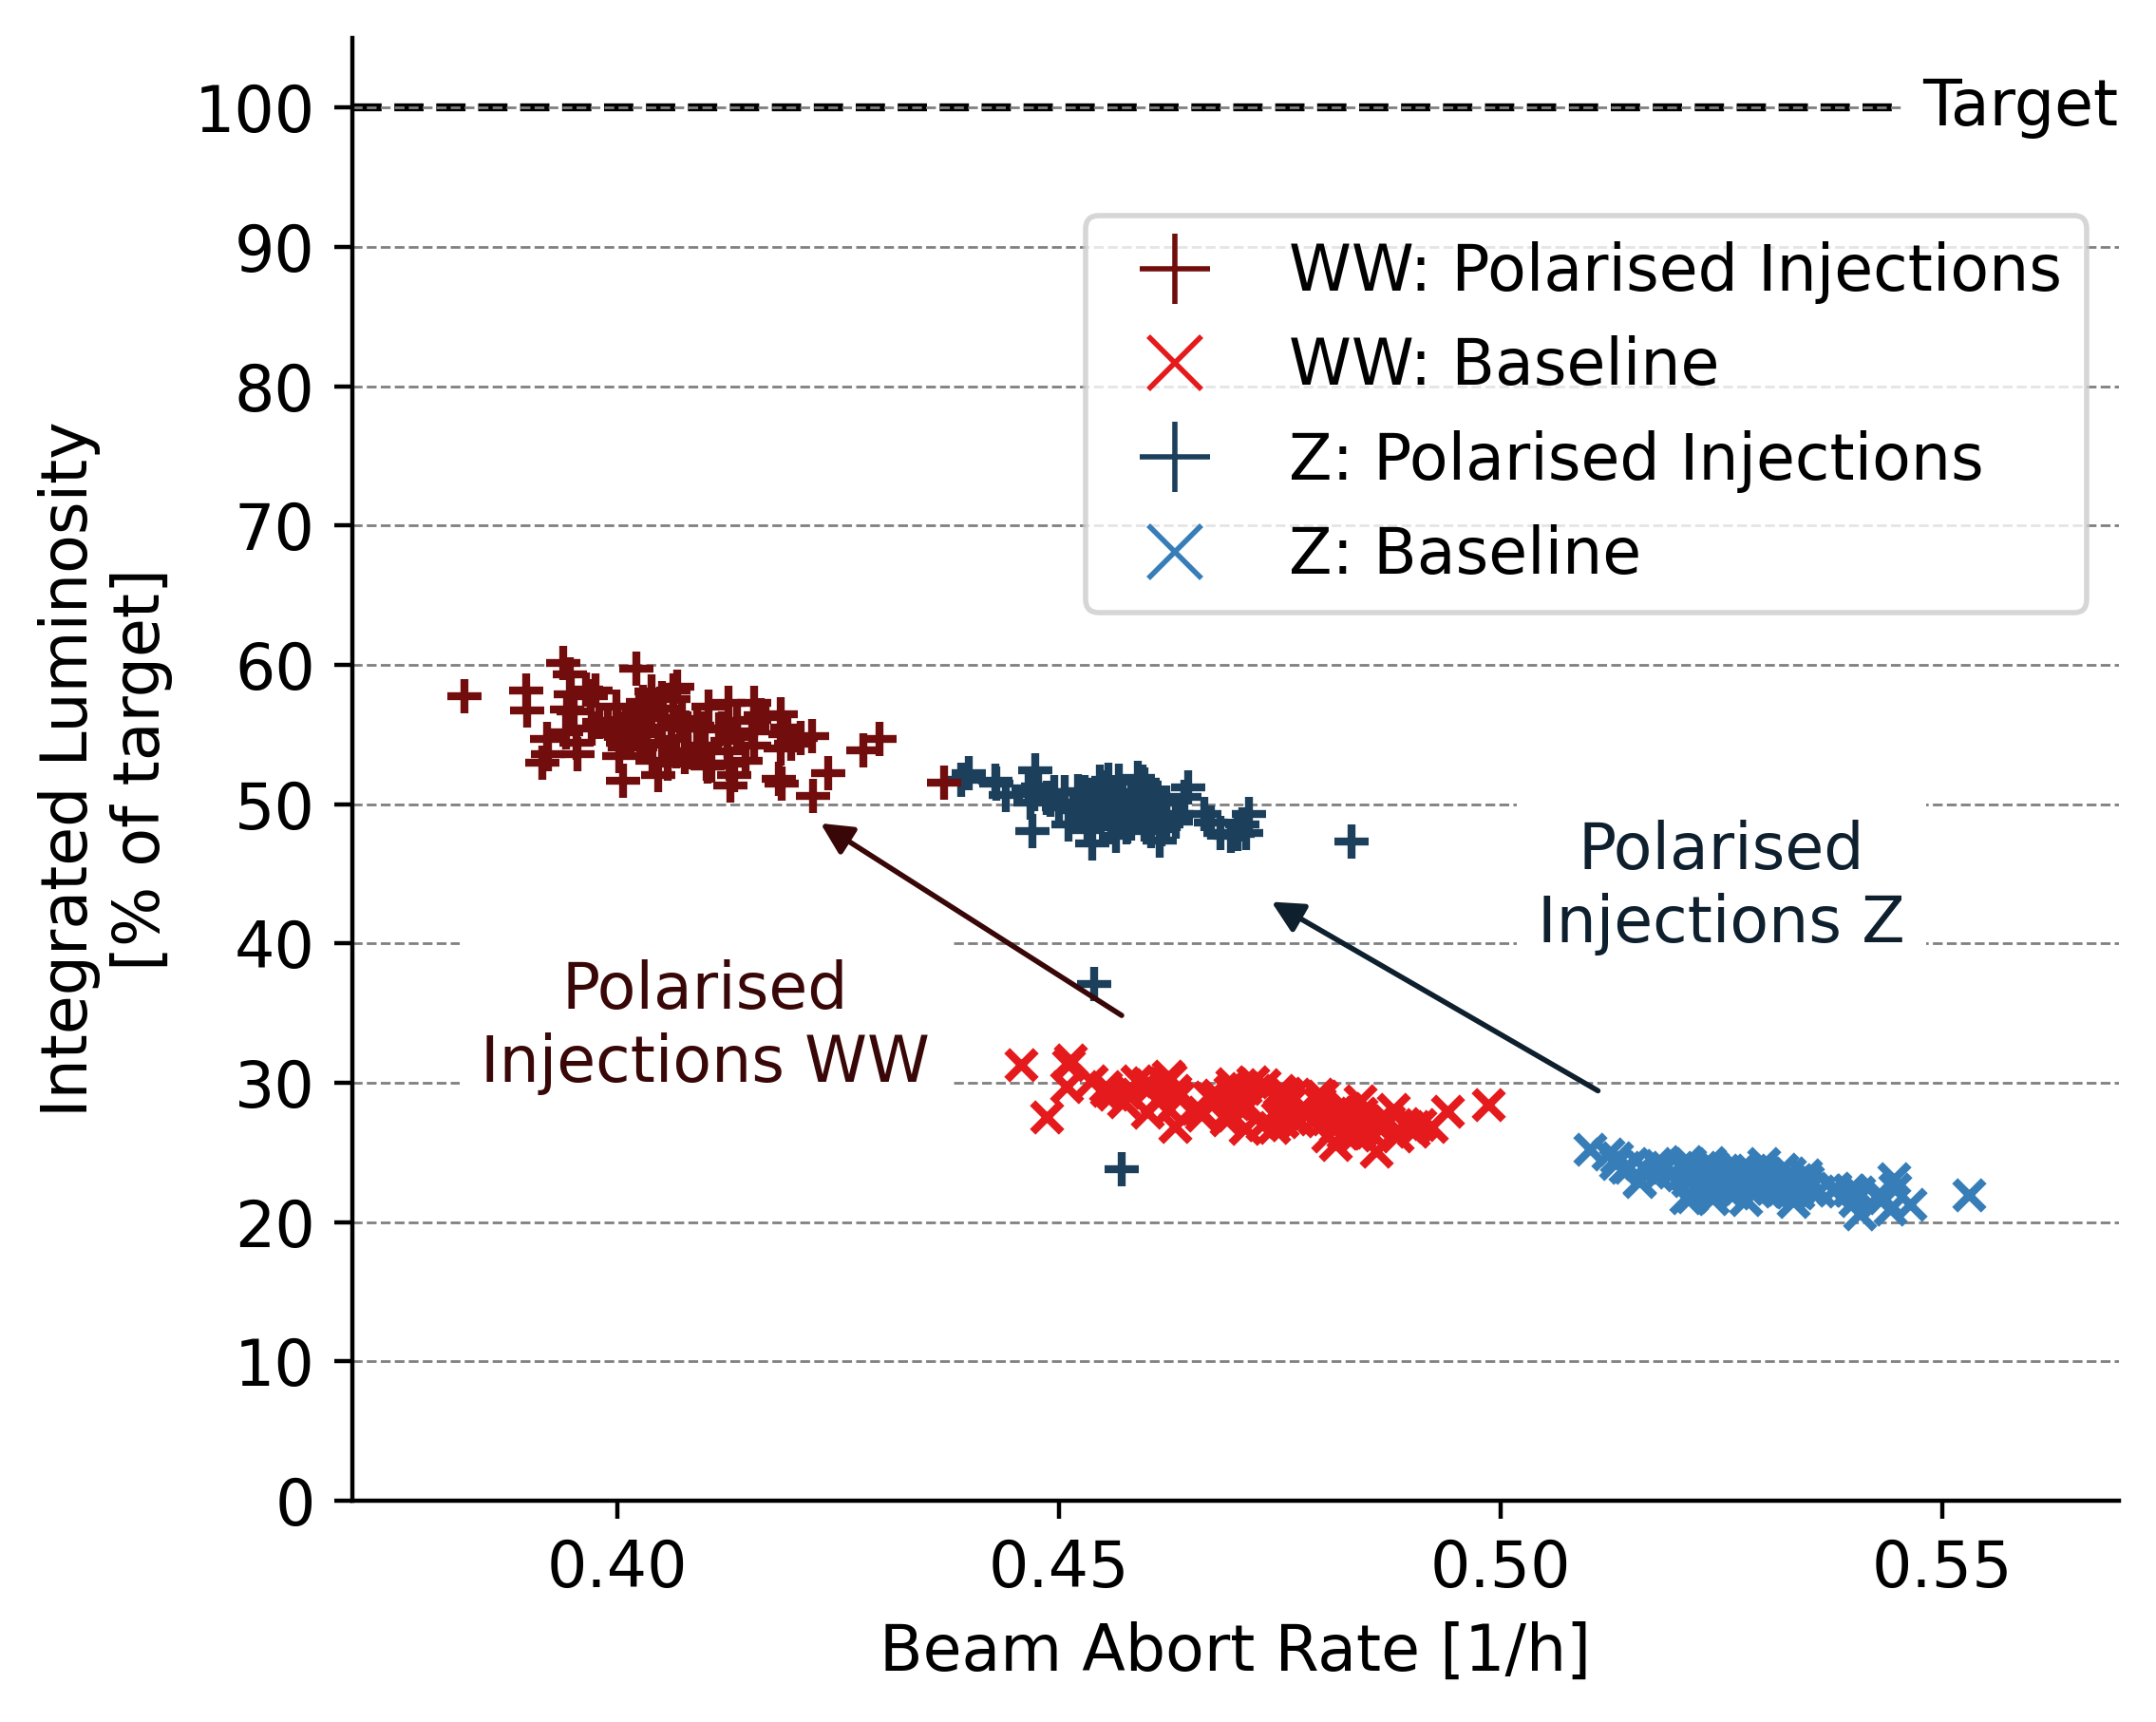 Target
100
90
80
70
60
50
40
30
20
10
0
Integrated Luminosity
[% of target]
WW: Polarised Injections
WW: Baseline
Z: Polarised Injections
Z: Baseline
Polarised
Injections Z
Polarised
Injections WW
0.40
0.45
0.50
0.55
Beam Abort Rate [1/h]